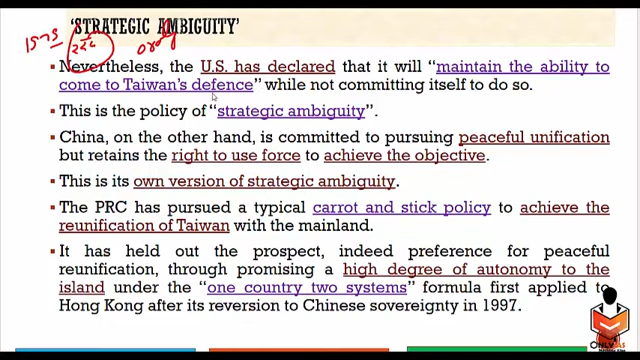 'STRATEGIC AMBIGUITY'
Nevertheless, the U.S. has declared that it will "maintain the ability to
come to Taiwan's defence" while not committing itself to do so.
This is the policy of "strategic ambiguity".
China, on the other hand, is committed to pursuing peaceful unification
but retains the right to use force to achieve the objective.
This is its own version of strategic ambiguity.
The PRC has pursued a typical carrot and stick policy to achieve the
reunification of Taiwan with the mainland.
It has held out the prospect, indeed preference for peaceful
reunification, through promising a high degree of autonomy to the
island under the "one country two systems" formula first applied to
Hong Kong after its reversion to Chinese sovereignty in 1997.